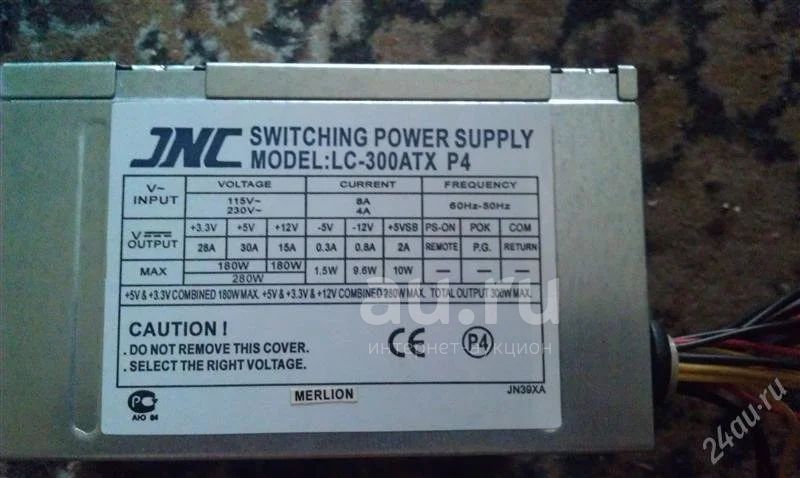 JNC SWITCHING POWER SUPPLY
MODEL:LC-300ATX P4
V~ INPUT VOLTAGE CURRENT FREQUENCY
115V~ 8A 60Hz-50Hz
230V~ 4A
V OUTPUT +3.3V +5V +12V -5V -12V +5VSB PS-ON POK COM
28A 30A 15A 0.3A 0.8A 2A REMOTE P.G. RETURN
MAX 180W 180W 1.5W 9.6W 10W — — —
280W
+5V & +3.3V COMBINED 180W MAX. +5V & +3.3V & +12V COMBINED 280W MAX. TOTAL OUTPUT 300W MAX.
au.ru
интернет-аукцион
CAUTION !
. DO NOT REMOVE THIS COVER.
. SELECT THE RIGHT VOLTAGE.
CE P4
MERLION
JN39XA
РС
АЮ 64
24au.ru